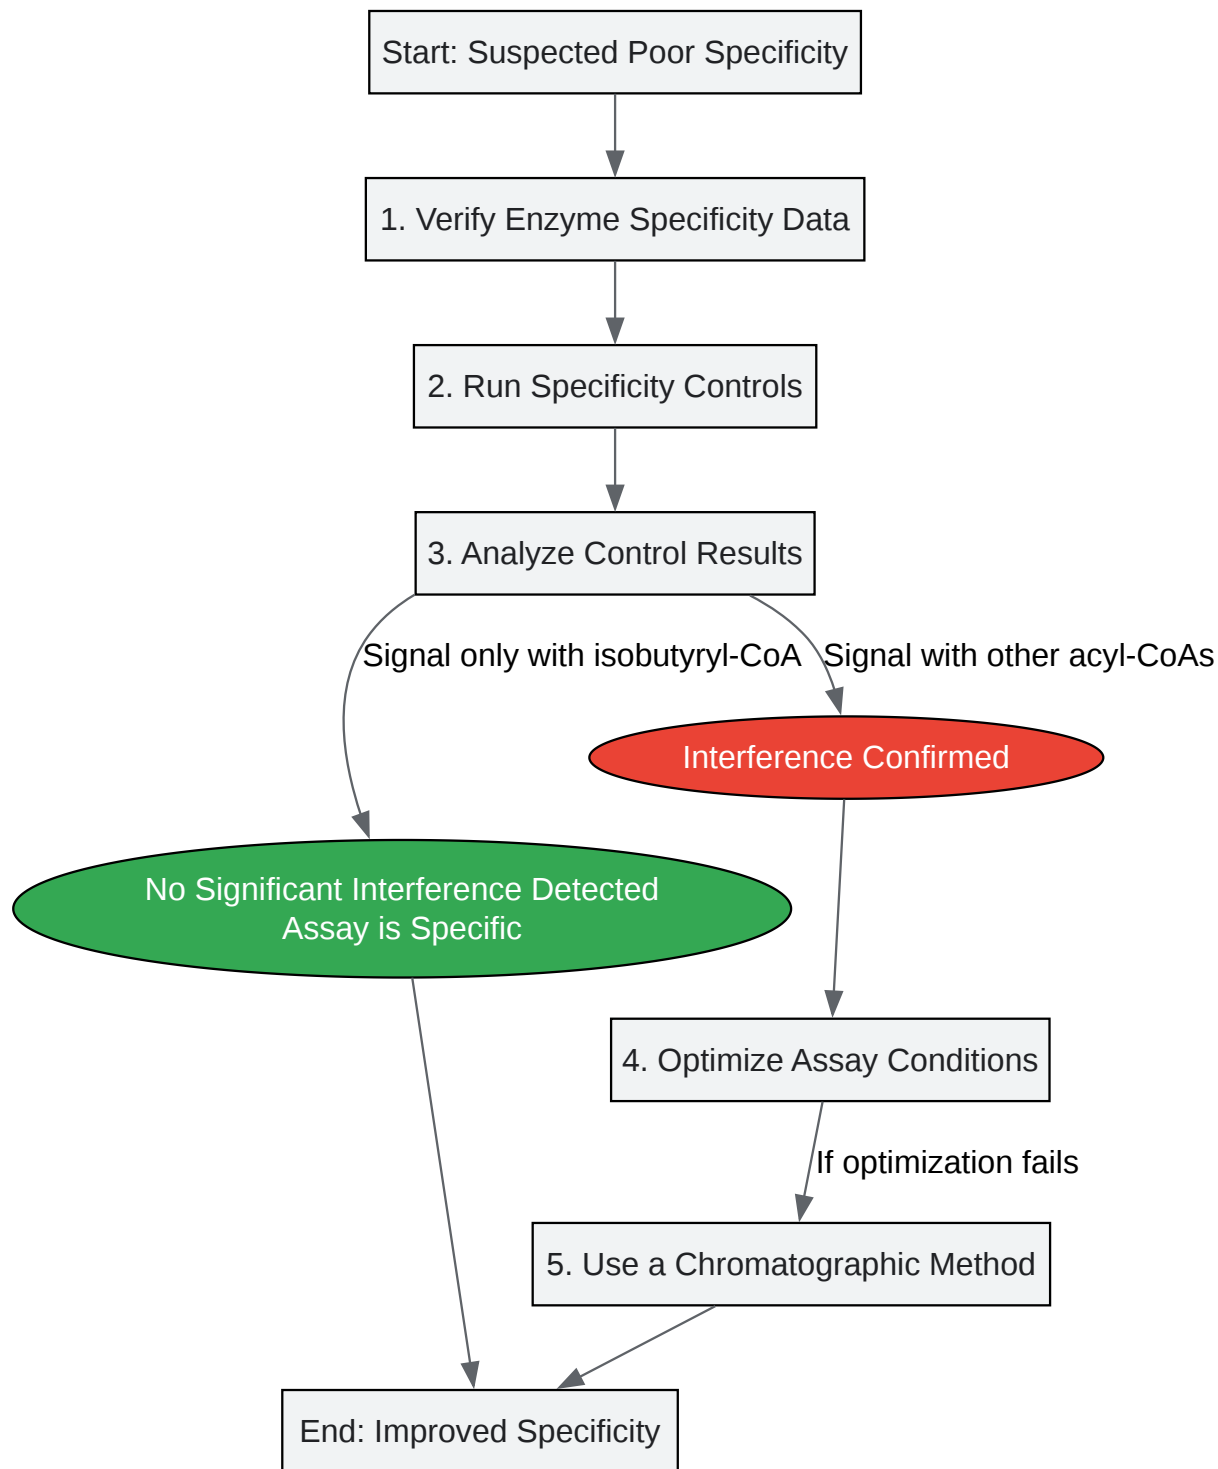 Start: Suspected Poor Specificity
1. Verify Enzyme Specificity Data
2. Run Specificity Controls
3. Analyze Control Results
Signal only with isobutyryl-CoA
Signal with other acyl-CoAs
Interference Confirmed
No Significant Interference Detected
Assay is Specific
4. Optimize Assay Conditions
If optimization fails
5. Use a Chromatographic Method
End: Improved Specificity